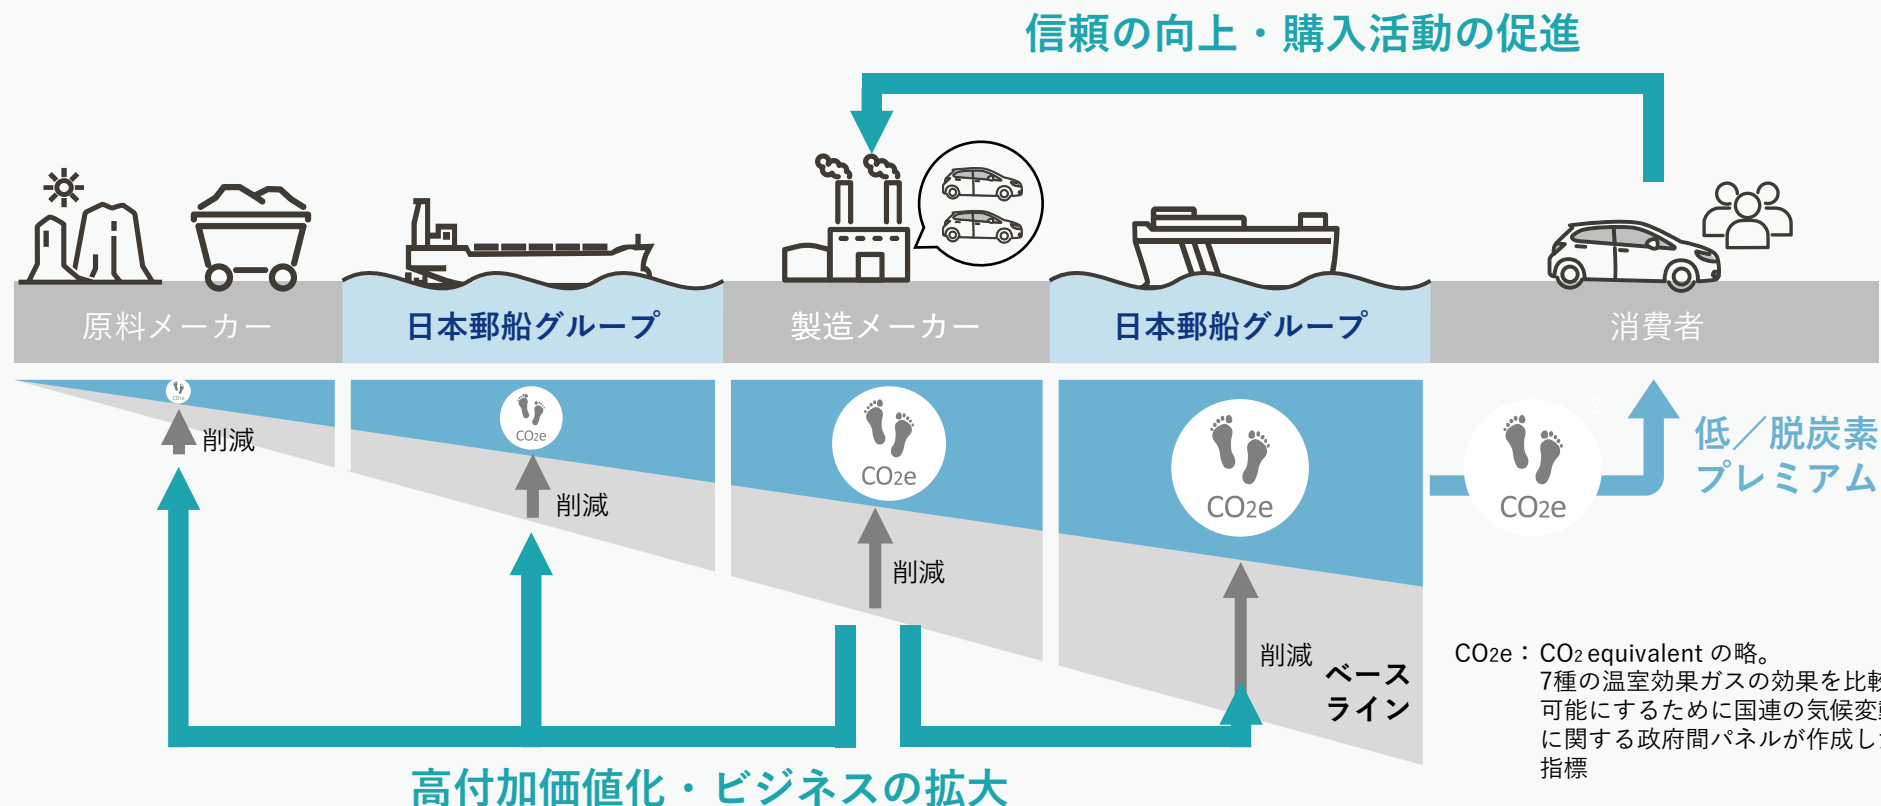 信頼の向上・購入活動の促進
原料メーカー
日本郵船グループ
製造メーカー
日本郵船グループ
消費者
CO2e
削減
CO2e
削減
CO2e
削減
CO2e
削減
CO2e
低／脱炭素
プレミアム
ベース
ライン
CO2e：CO2 equivalent の略。
7種の温室効果ガスの効果を比較
可能にするために国連の気候変
に関する政府間パネルが作成し
指標
高付加価値化・ビジネスの拡大